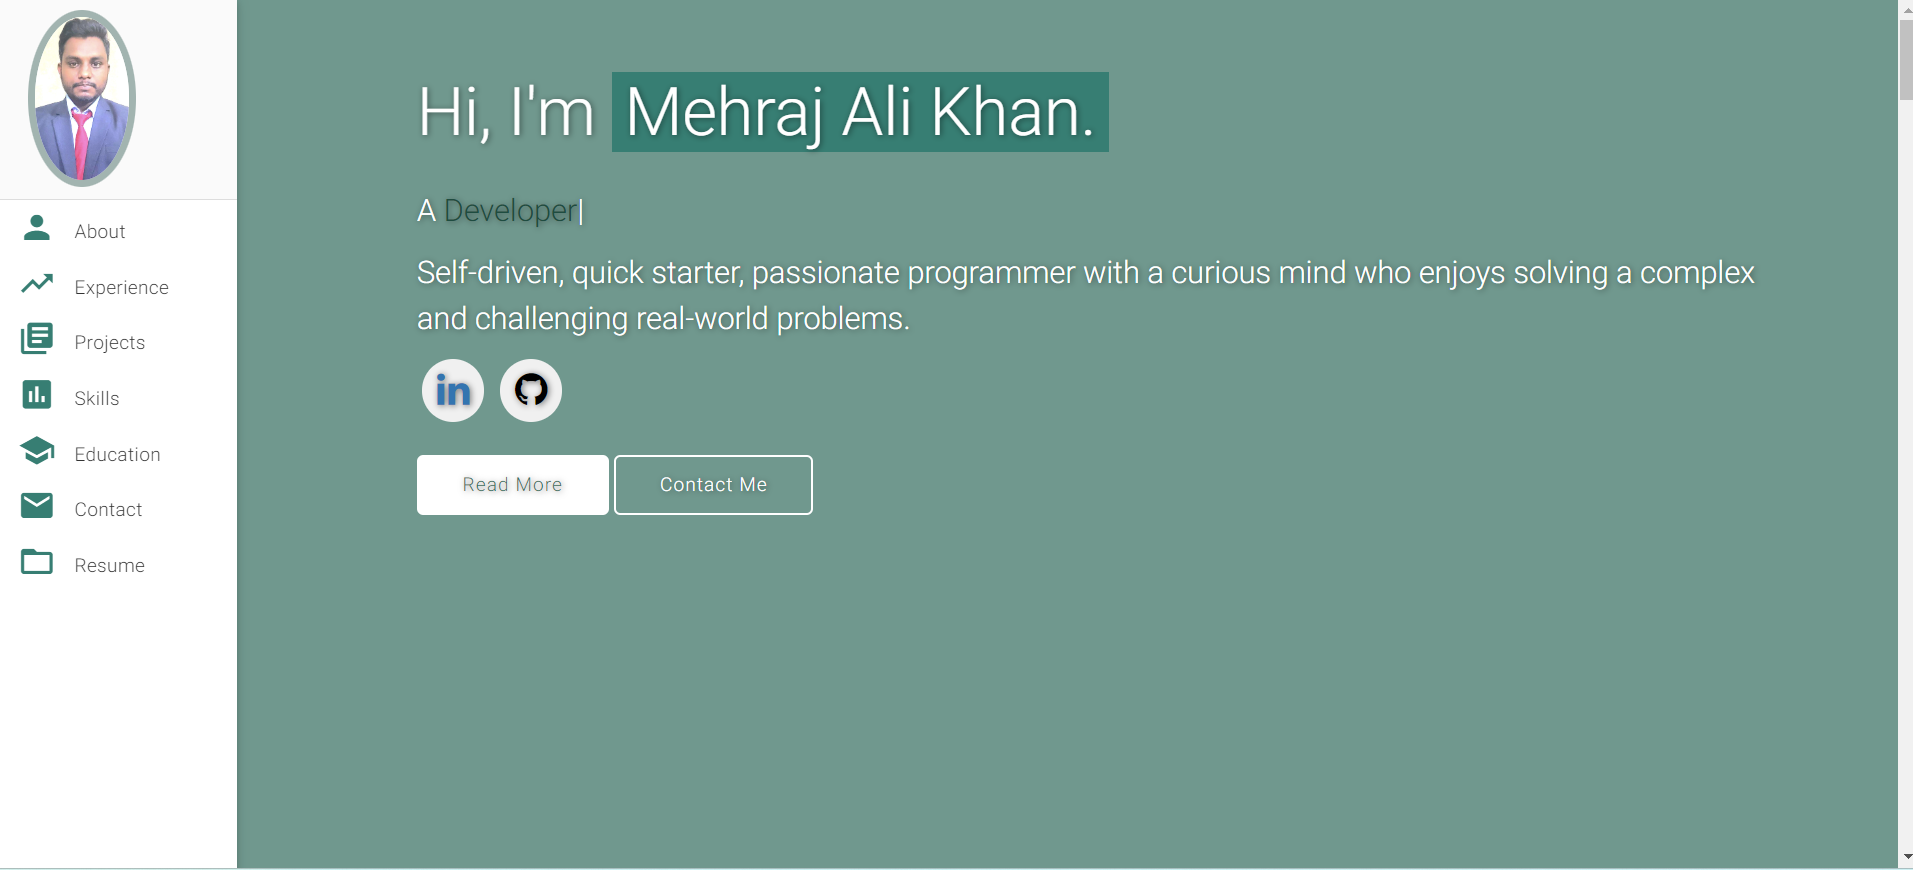 About
Experience
Projects
Skills
Education
Contact
Resume
Hi, I'm Mehraj Ali Khan.
A Developer|
Self-driven, quick starter, passionate programmer with a curious mind who enjoys solving a complex
and challenging real-world problems.
in
Read More Contact Me